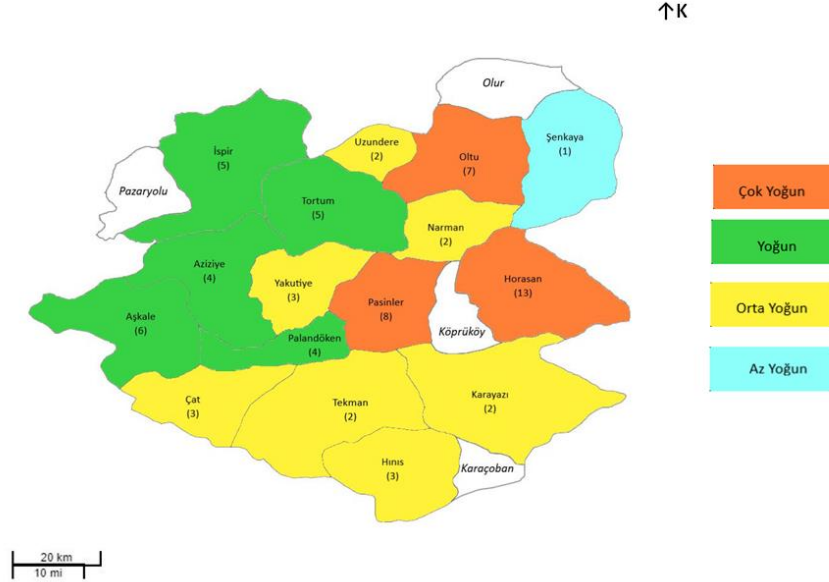 ↑K
Olur
Şenkaya
(1)
Uzundere
(2)
Oltu
(7)
İspir
(5)
Pazaryolu
Tortum
(5)
Narman
(2)
Aziziye
(4)
Yakutiye
(3)
Pasinler
(8)
Horasan
(13)
Köprüköy
Aşkale
(6)
Palandöken
(4)
Çat
(3)
Tekman
(2)
Karayazı
(2)
Hınıs
(3)
Karaçoban
Çok Yoğun
Yoğun
Orta Yoğun
Az Yoğun
20 km
10 mi